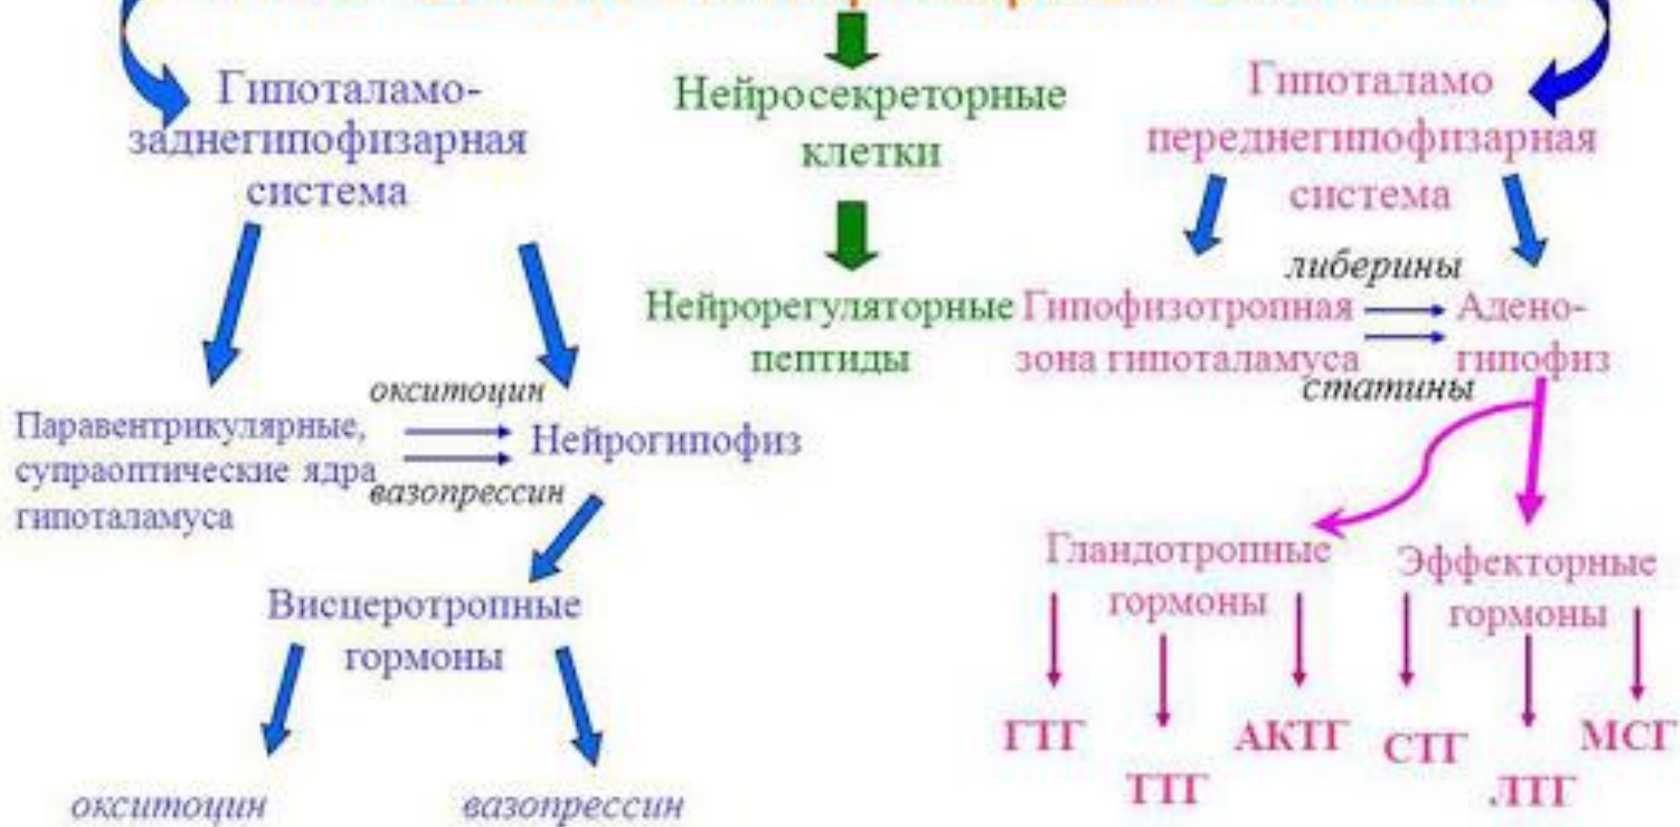 Гипоталамо-
заднегипофизарная
система
Нейросекреторные
клетки
Гипоталамо
переднегипофизарная
система
Нейрорегуляторные
пептиды
либерины
Гипофизотропная
зона гипоталамуса
Адено-
гипофиз
статины
окситоцин
Паравентрикулярные,
супраоптические ядра
гипоталамуса
Нейрогипофиз
вазопрессин
Висцеротропные
гормоны
окситоцин
вазопрессин
Гландотропные
гормоны
Эффекторные
гормоны
ГТГ
ТТГ
АКТГ
СТГ
ЛТГ
МСГ